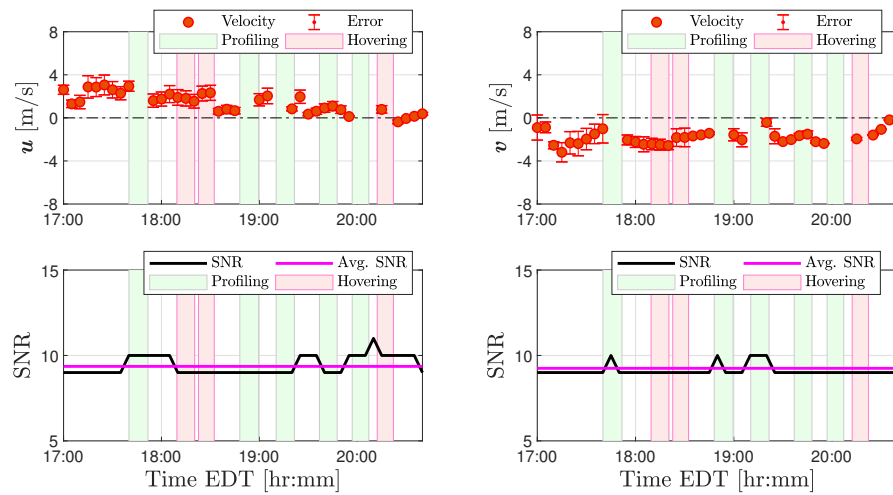 Velocity Error
Profiling Hovering
8
4
0
-4
-8
u [m/s]
17:00 18:00 19:00 20:00
Velocity Error
Profiling Hovering
8
4
0
-4
-8
v [m/s]
17:00 18:00 19:00 20:00
SNR Avg. SNR
Profiling Hovering
15
10
5
SNR
17:00 18:00 19:00 20:00
Time EDT [hr:mm]
SNR Avg. SNR
Profiling Hovering
15
10
5
SNR
17:00 18:00 19:00 20:00
Time EDT [hr:mm]